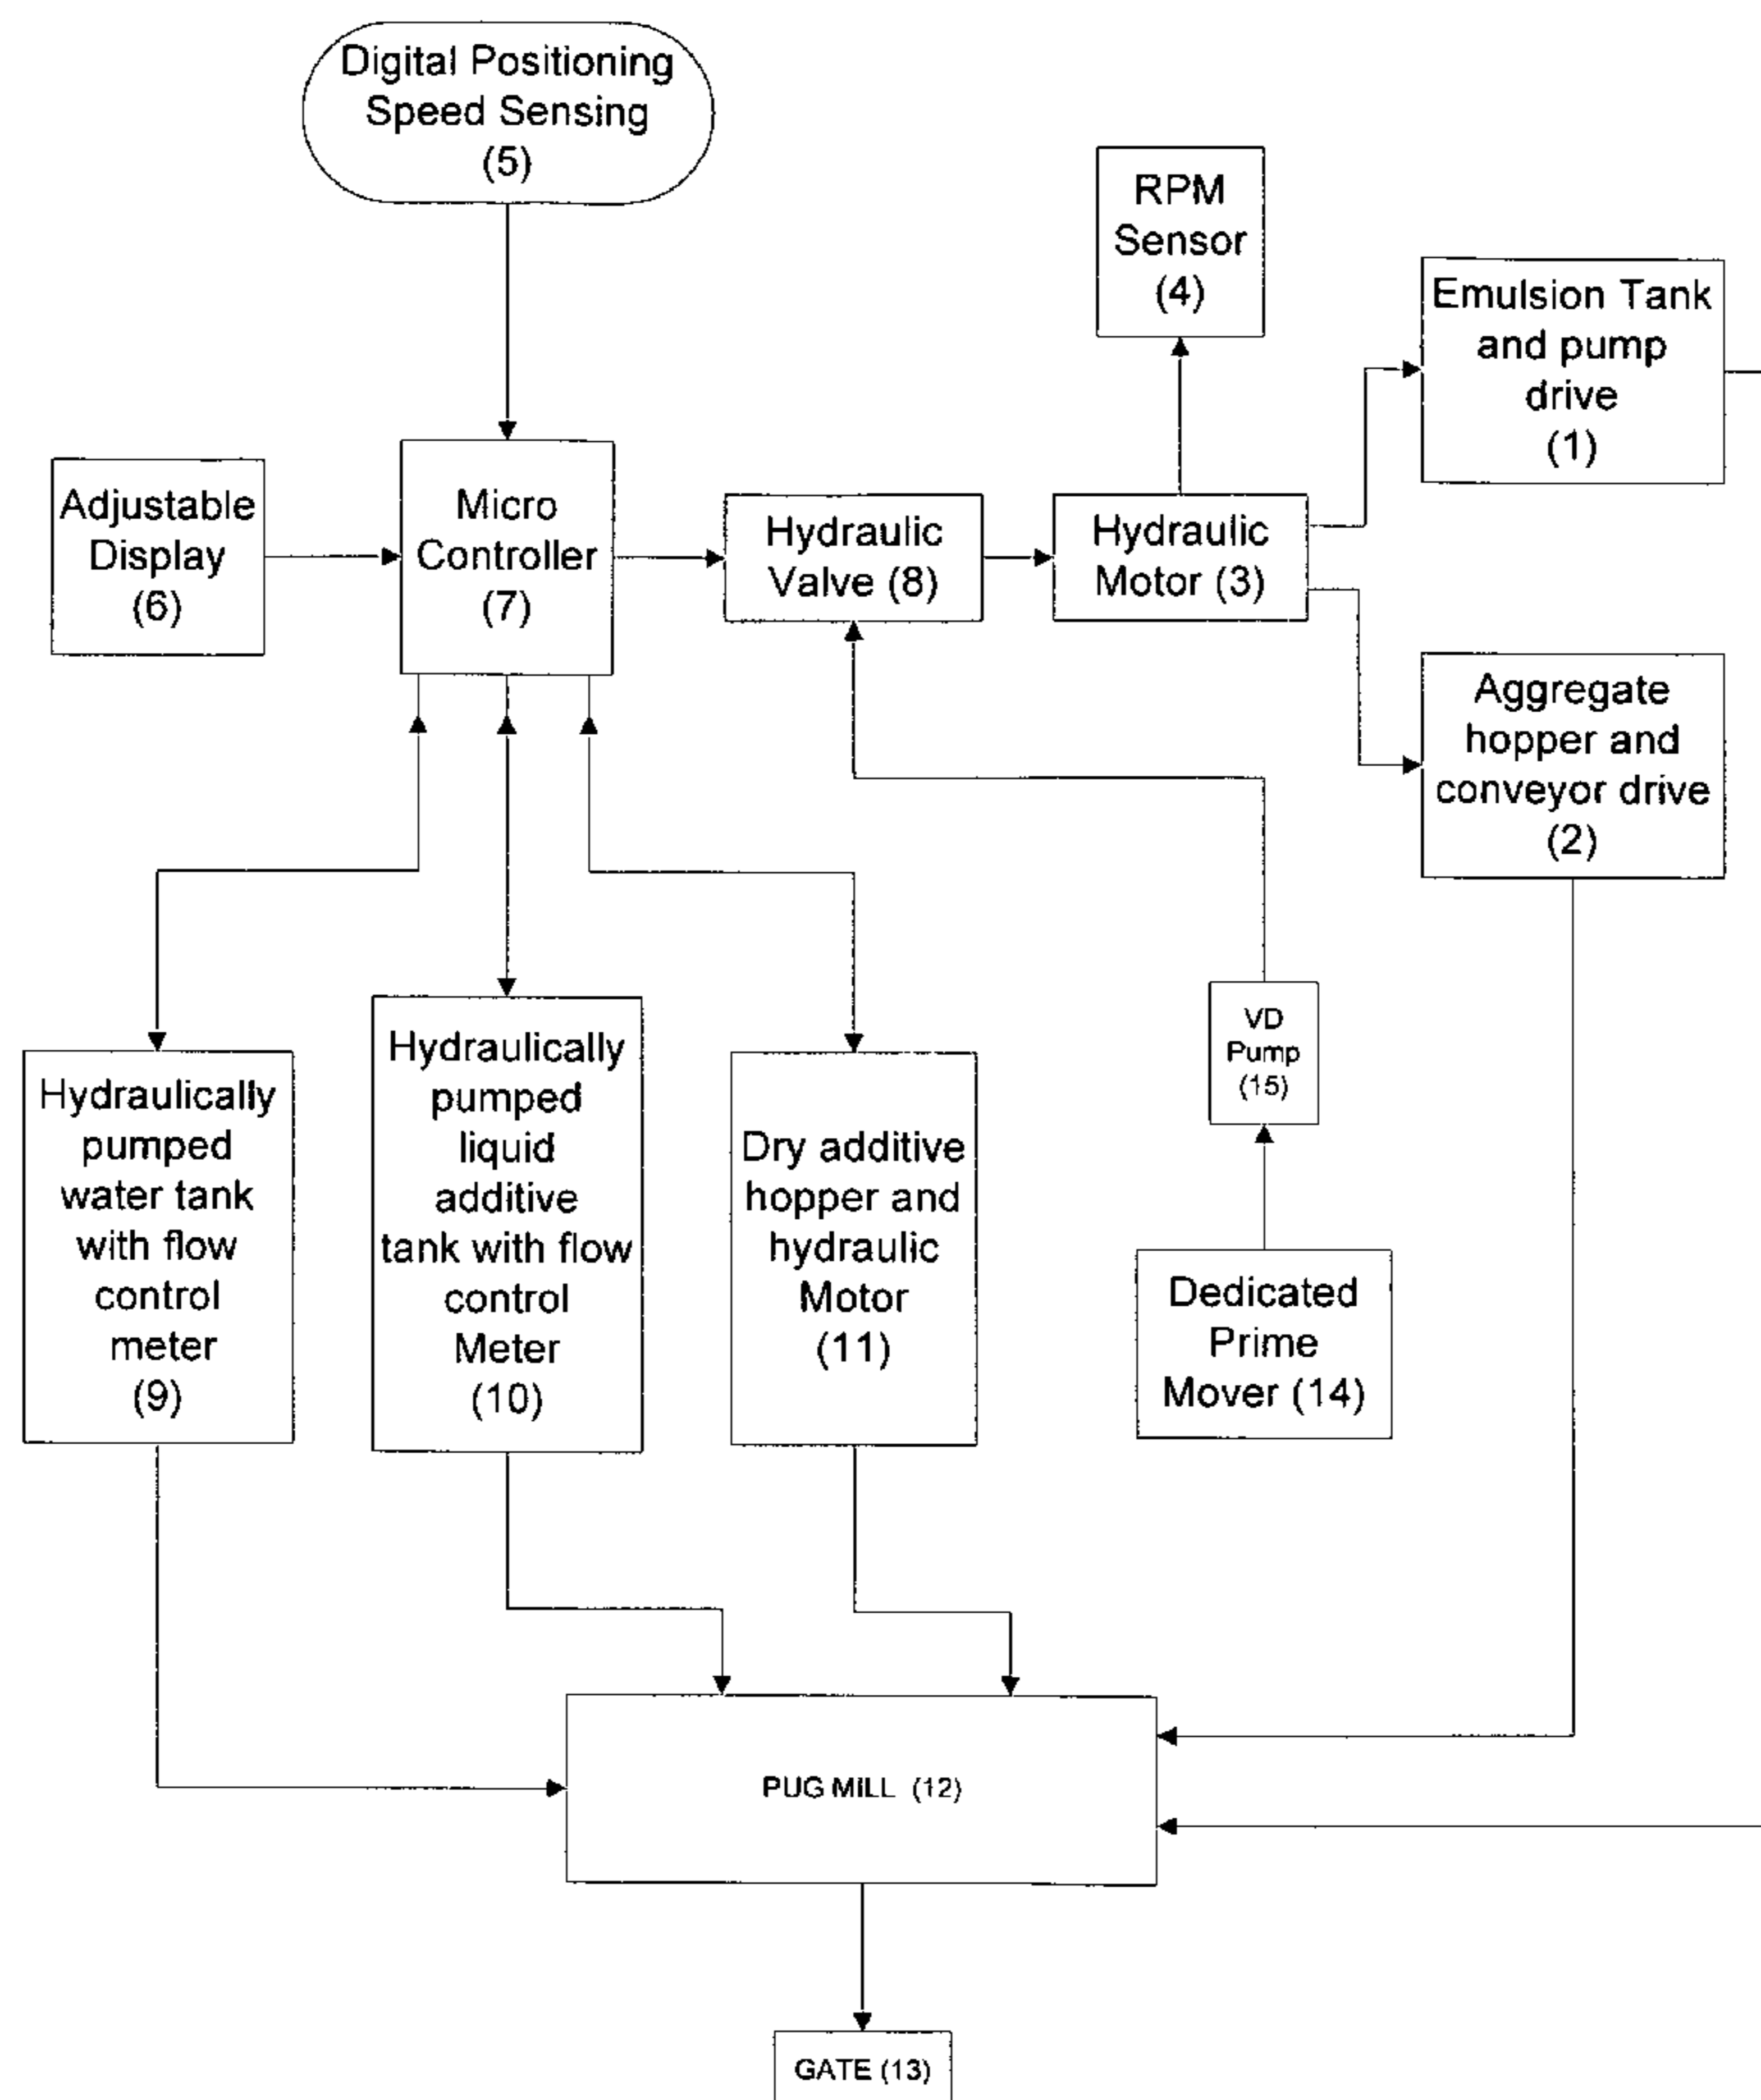 Digital Positioning
Speed Sensing
(5)
RPM
Sensor
(4)
Emulsion Tank
and pump
drive
(1)
Adjustable
Display
(6)
Micro
Controller
(7)
Hydraulic
Valve (8)
Hydraulic
Motor (3)
Aggregate
hopper and
conveyor drive
(2)
Hydraulically
pumped
water tank
with flow
control
meter
(9)
Hydraulically
pumped
liquid
additive
tank with flow
control
Meter
(10)
Dry additive
hopper and
hydraulic
Motor
(11)
VD
Pump
(15)
Dedicated
Prime
Mover (14)
PUG MILL (12)
GATE (13)